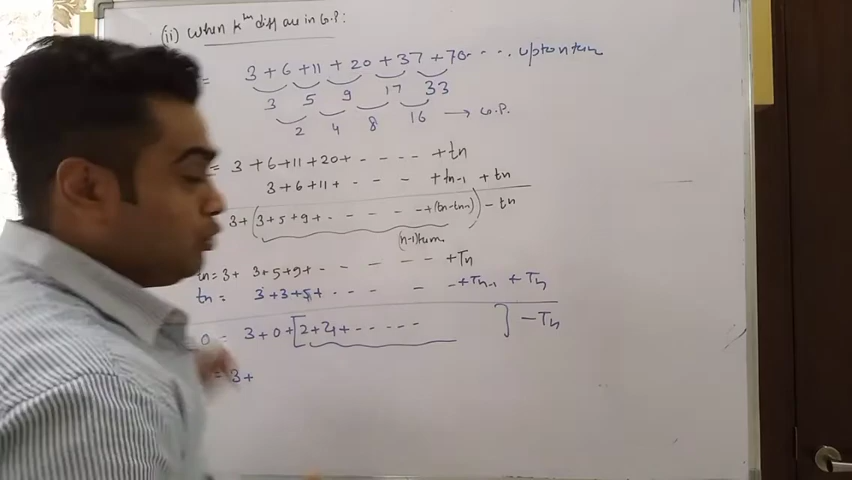 (ii) When kth diff are in G.P:
= 3 + 6 + 11 + 20 + 37 + 70 - - - . upto n term
3 5 9 17 33
2 4 8 16 → G.P.
= 3 + 6 + 11 + 20 + - - - - + tn
3 + 6 + 11 + - - - + tn-1 + tn
3 + (3 + 5 + 9 + - - - - - + (tn - tn-1)) - tn
(n-1) term
tn = 3 + 3 + 5 + 9 + - - - - - + Tn
tn = 3 + 3 + 5 + - - - - - + Tn-1 + Tn
0 = 3 + 0 + [2 + 4 + - - - - - ] - Tn
= 3 +